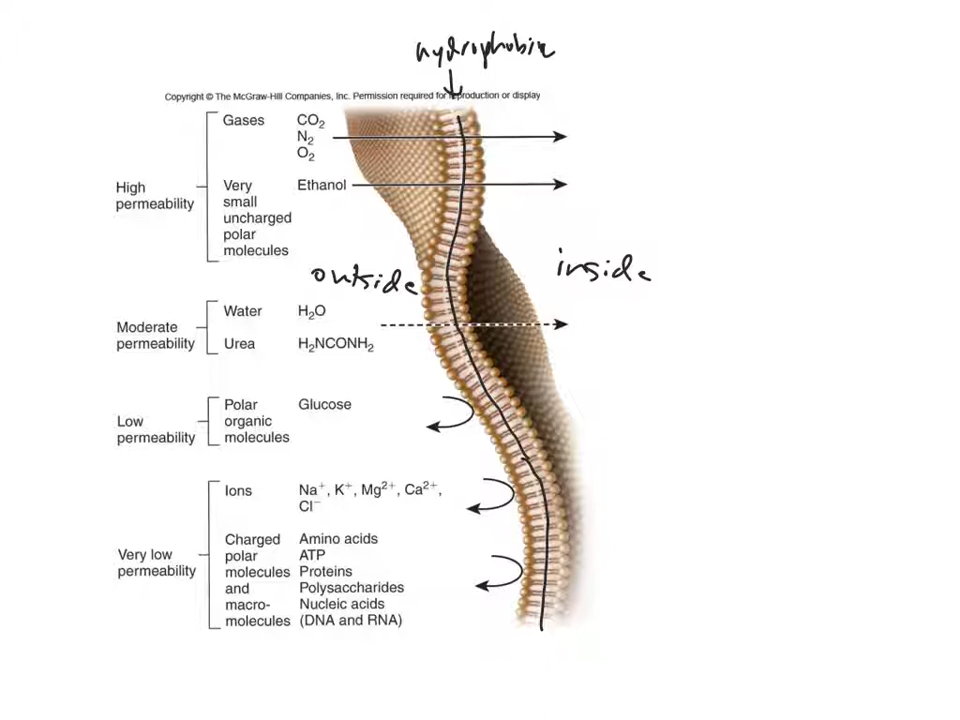 hydrophobic
Copyright © The McGraw-Hill Companies, Inc. Permission required for reproduction or display
Gases CO₂
N₂
O₂
High permeability
Very small uncharged polar molecules
Ethanol
outside
inside
Moderate permeability
Water H₂O
Urea H₂NCONH₂
Low permeability
Polar organic molecules
Glucose
Very low permeability
Ions Na⁺, K⁺, Mg²⁺, Ca²⁺,
Cl⁻
Charged polar molecules and macro-molecules
Amino acids
ATP
Proteins
Polysaccharides
Nucleic acids
(DNA and RNA)